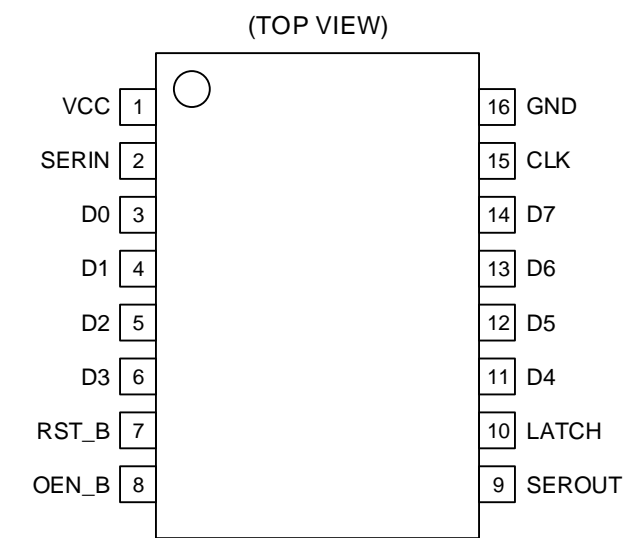 (TOP VIEW)
VCC 1 16 GND
SERIN 2 15 CLK
D0 3 14 D7
D1 4 13 D6
D2 5 12 D5
D3 6 11 D4
RST_B 7 10 LATCH
OEN_B 8 9 SEROUT